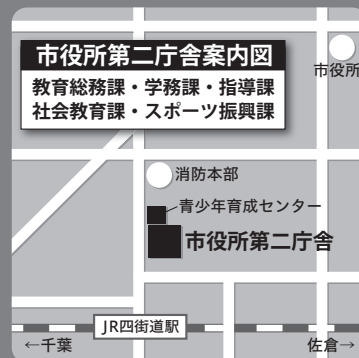 市役所第二庁舎案内図
教育総務課・学務課・指導課
社会教育課・スポーツ振興課
市役所
消防本部
青少年育成センター
市役所第二庁舎
JR四街道駅
←千葉
佐倉→